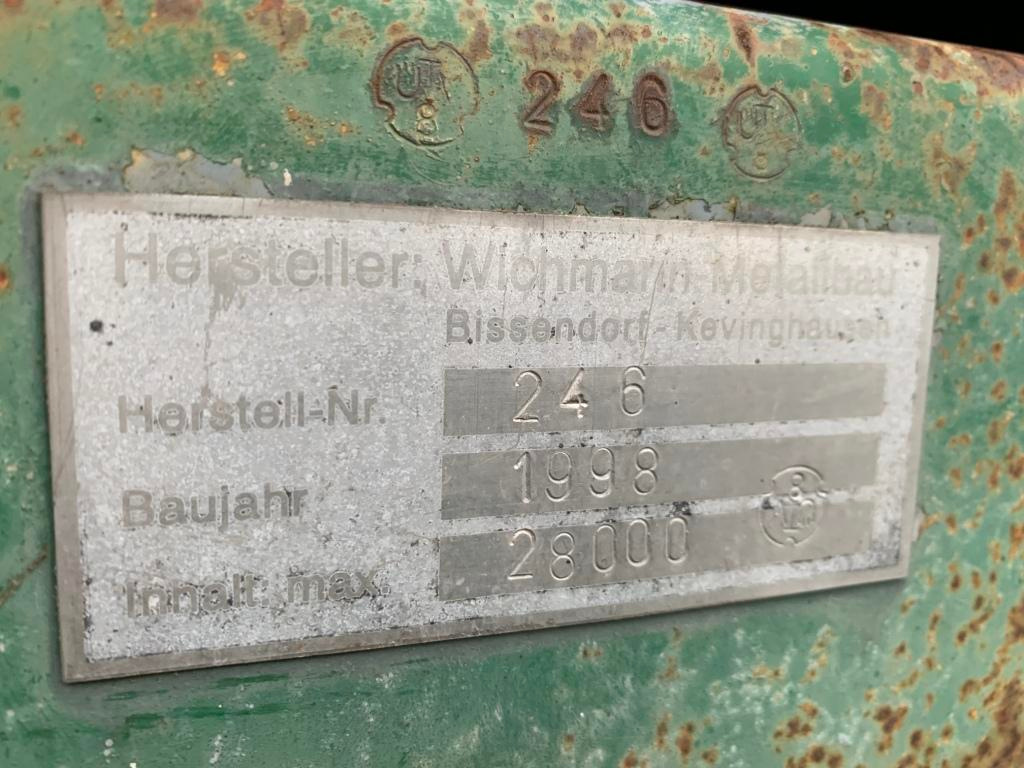 246
Hersteller: Wichmann-Metallbau
Bissendorf-Kevinghausen
Herstell-Nr. 246
Baujahr 1998
Inhalt: max. 28000